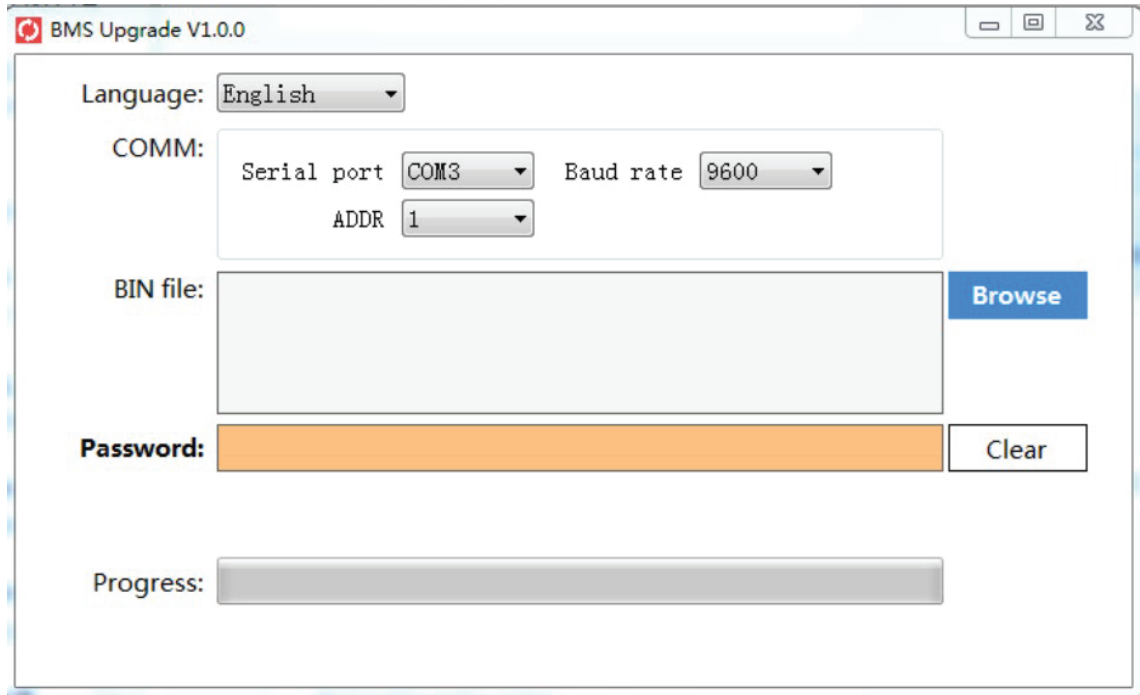 BMS Upgrade V1.0.0
Language: English
COMM:
Serial port COM3 Baud rate 9600
ADDR 1
BIN file: Browse
Password: Clear
Progress: